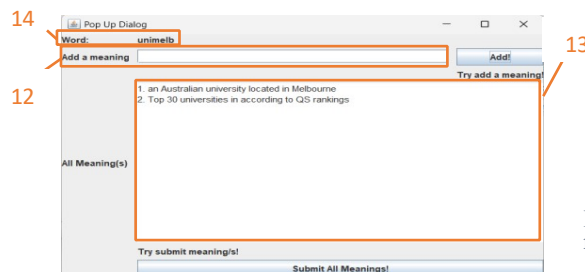 14
Pop Up Dialog
Word: unimelb
13
Add a meaning Add!
Try add a meaning!
12
1. an Australian university located in Melbourne
2. Top 30 universities in according to QS rankings
All Meaning(s)
Try submit meaning/s!
Submit All Meanings!